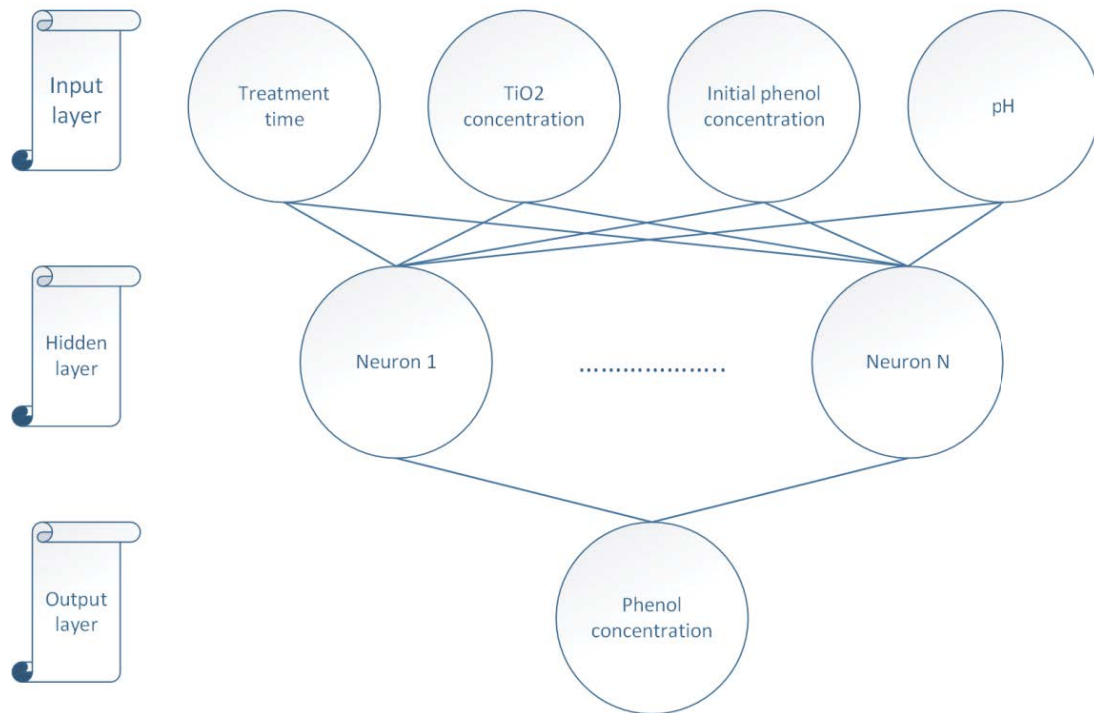 Input
layer
Treatment
time
TiO2
concentration
Initial phenol
concentration
pH
Hidden
layer
Neuron 1
.....................
Neuron N
Output
layer
Phenol
concentration